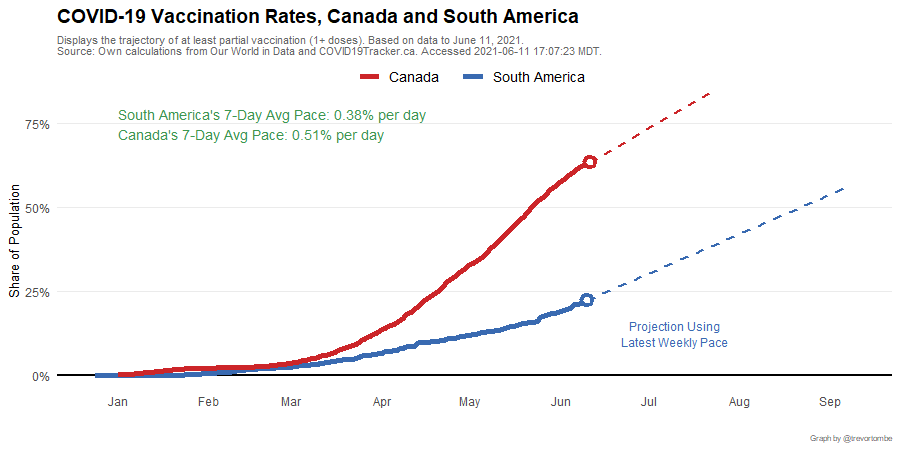 COVID-19 Vaccination Rates, Canada and South America
Displays the trajectory of at least partial vaccination (1+ doses). Based on data to June 11, 2021.
Source: Own calculations from Our World in Data and COVID19Tracker.ca. Accessed 2021-06-11 17:07:23 MDT.
Canada South America
South America's 7-Day Avg Pace: 0.38% per day
Canada's 7-Day Avg Pace: 0.51% per day
75%
50%
25%
0%
Share of Population
Projection Using
Latest Weekly Pace
Jan Feb Mar Apr May Jun Jul Aug Sep
Graph by @trevortombe